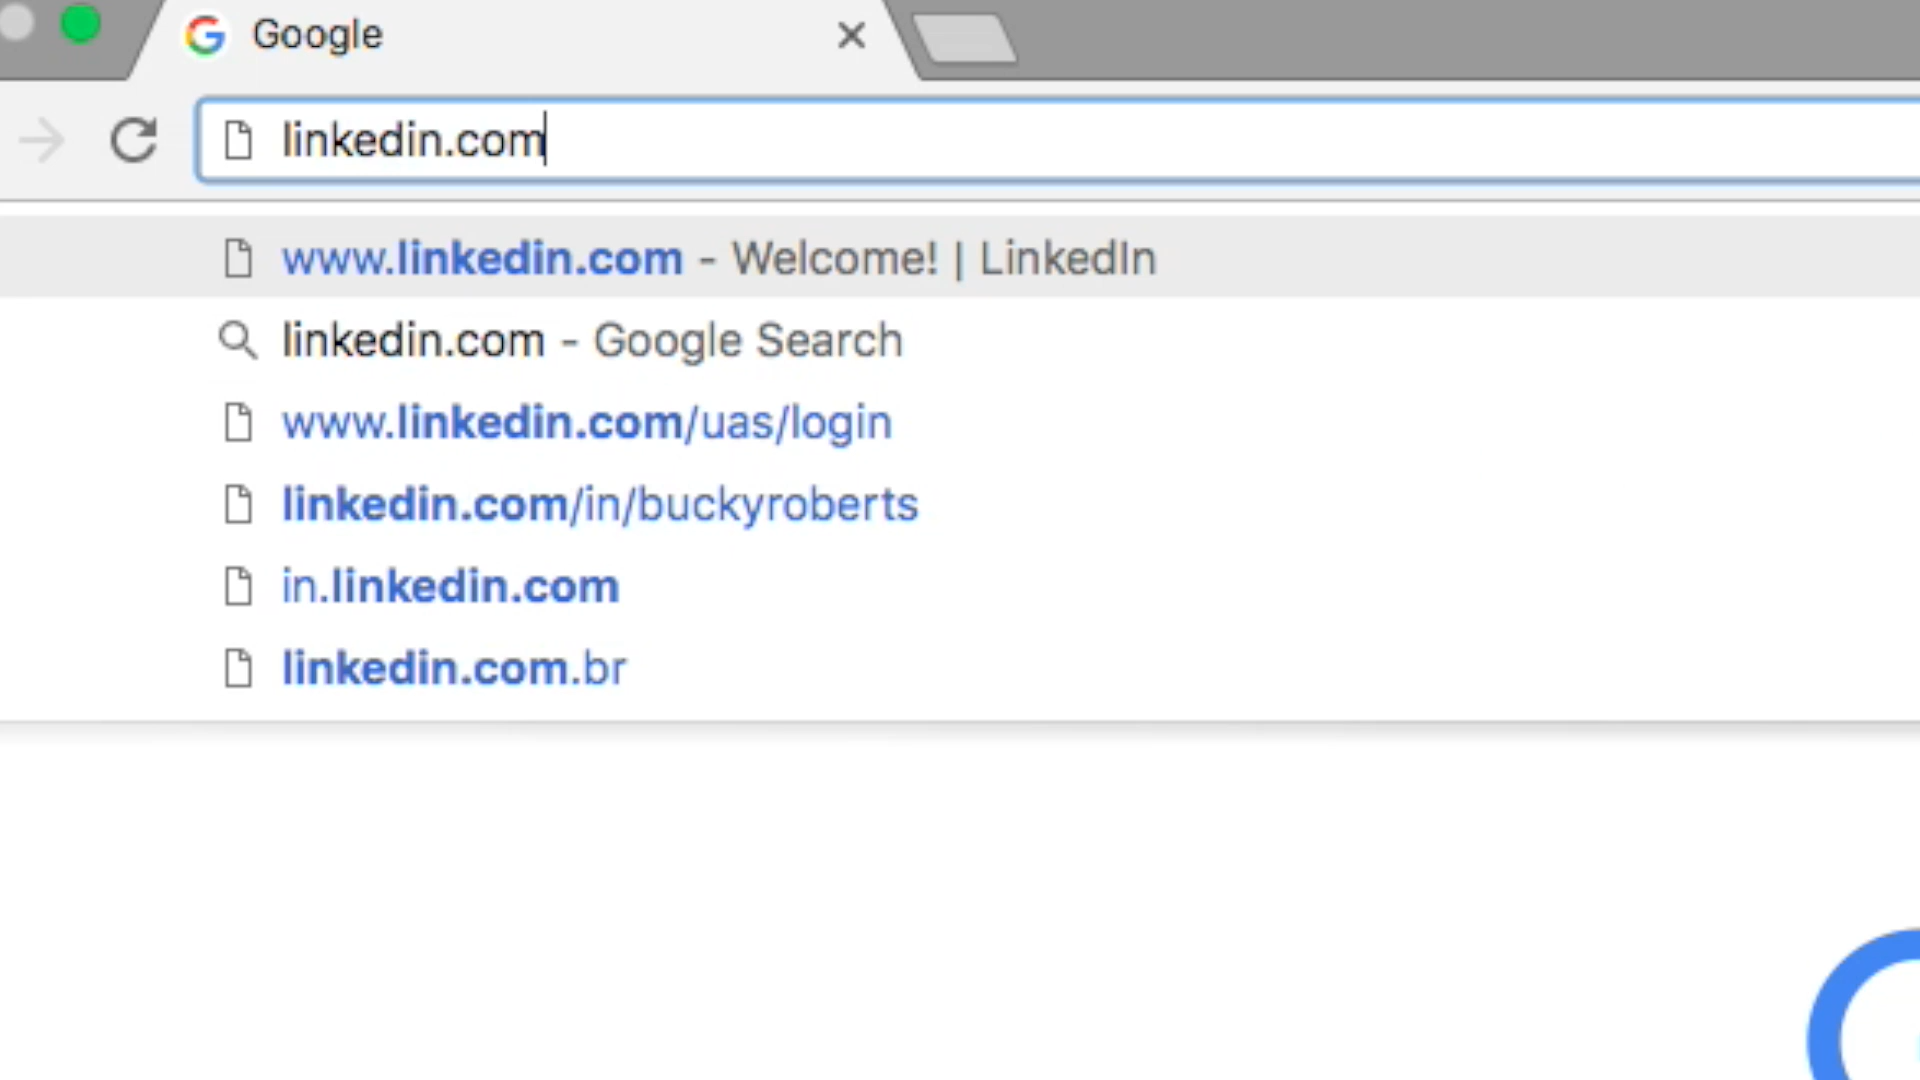 Google
linkedin.com
www.linkedin.com - Welcome! | LinkedIn
linkedin.com - Google Search
www.linkedin.com/uas/login
linkedin.com/in/buckyroberts
in.linkedin.com
linkedin.com.br